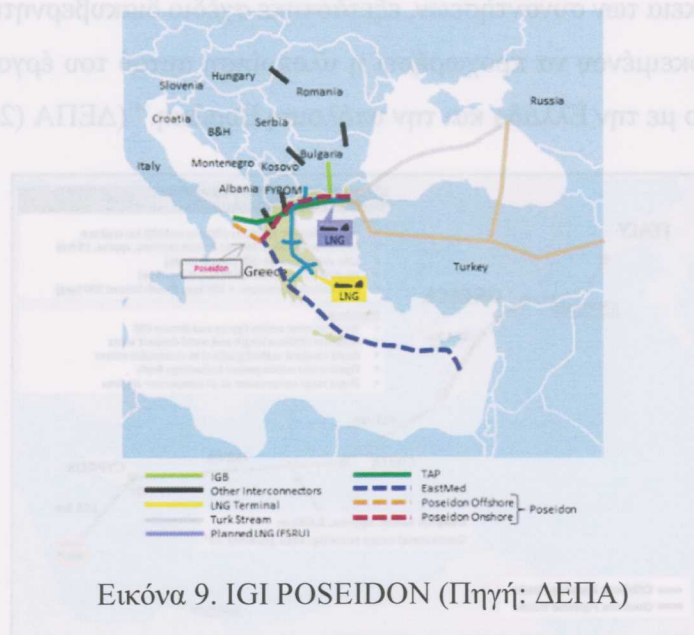 Hungary
Slovenia
Romania
Russia
Croatia
Serbia
B&H
Bulgaria
Italy
Montenegro
Kosovo
Albania
FYROM
LNG
Poseidon
Greece
Turkey
LNG
IGB
Other Interconnectors
LNG Terminal
Turk Stream
Planned LNG (FSRU)
TAP
EastMed
Poseidon Offshore
Poseidon Onshore
Poseidon
Εικόνα 9. IGI POSEIDON (Πηγή: ΔΕΠΑ)